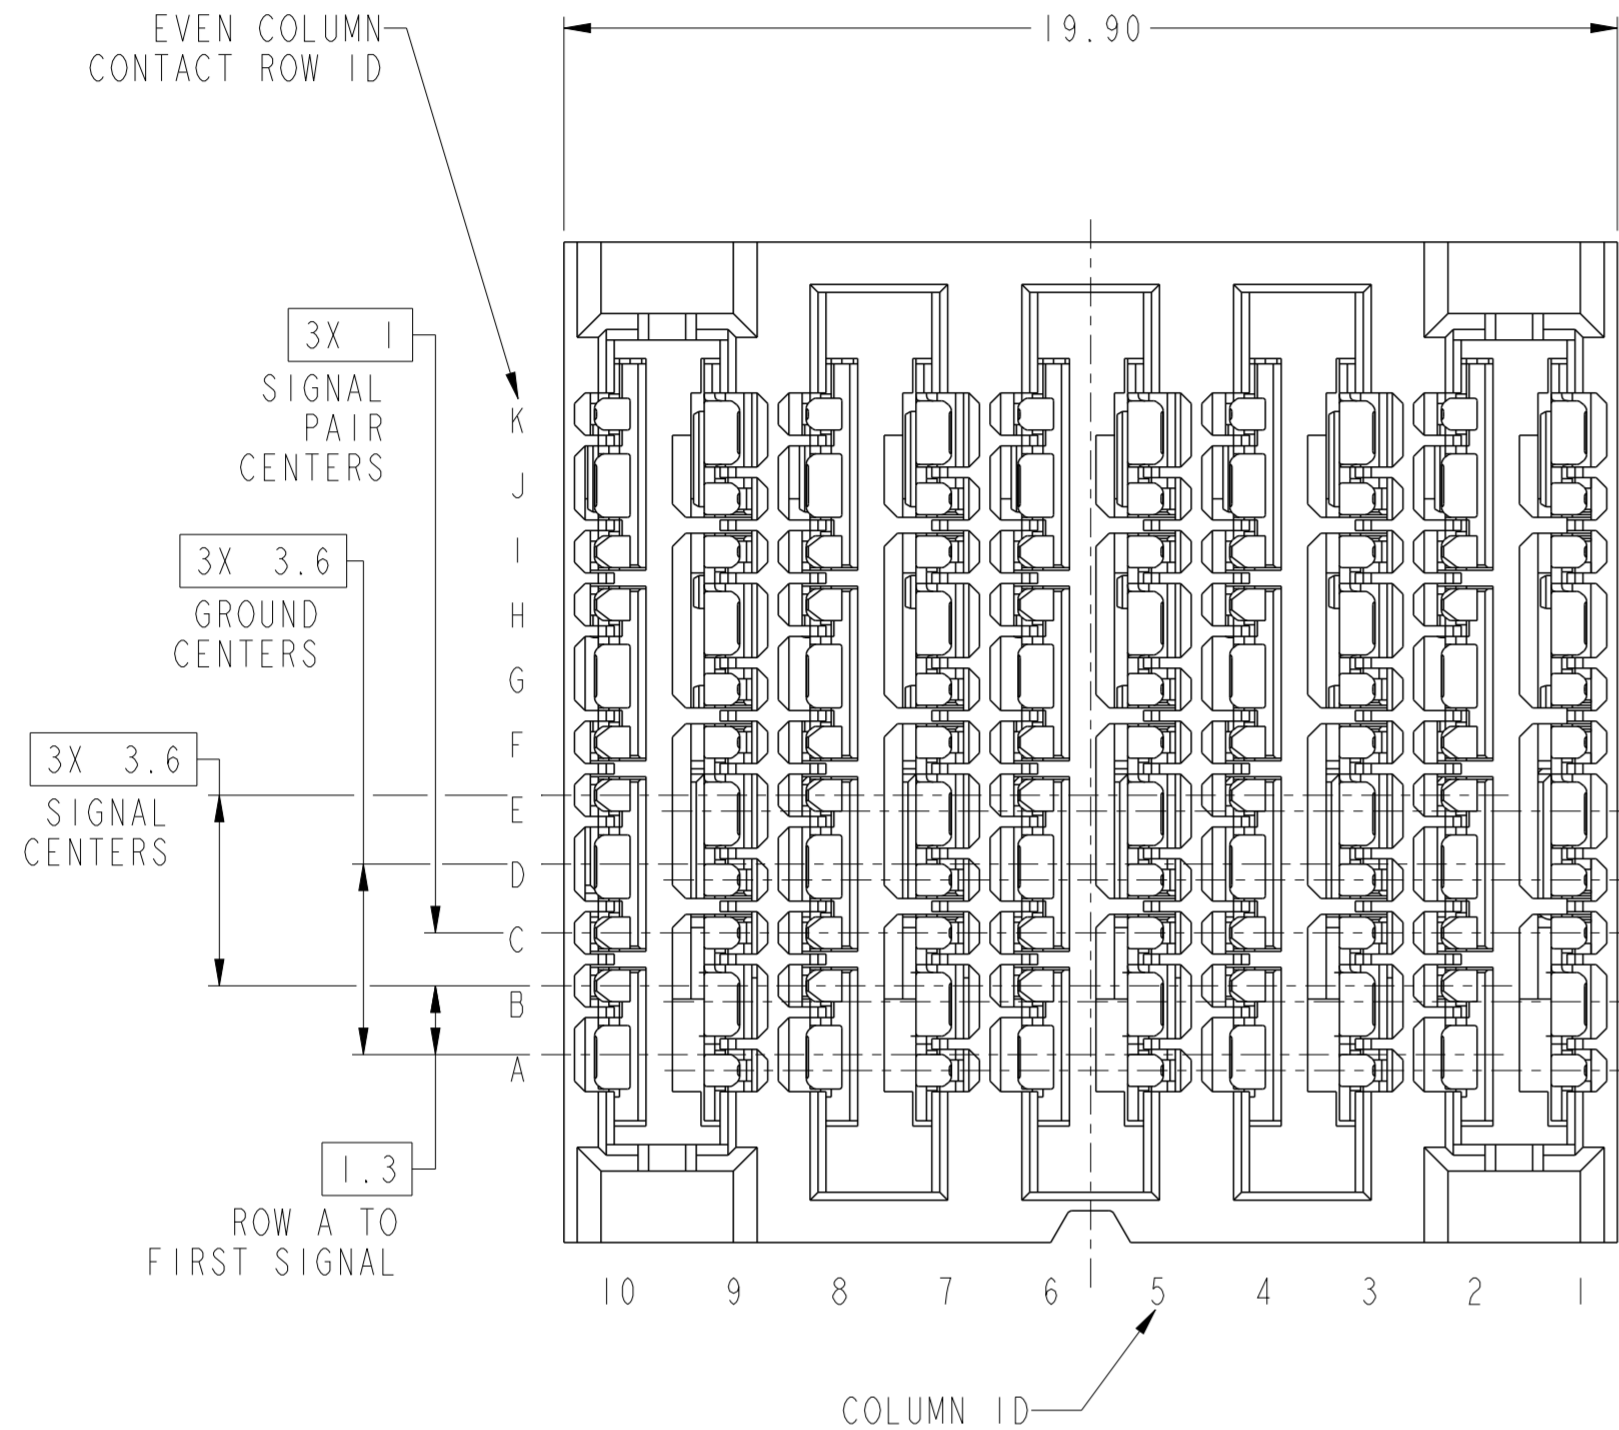 EVEN COLUMN
CONTACT ROW ID
19.90
3X 1
SIGNAL
PAIR
CENTERS
3X 3.6
GROUND
CENTERS
3X 3.6
SIGNAL
CENTERS
1.3
ROW A TO
FIRST SIGNAL
K
J
I
H
G
F
E
D
C
B
A
10 9 8 7 6 5 4 3 2 1
COLUMN ID